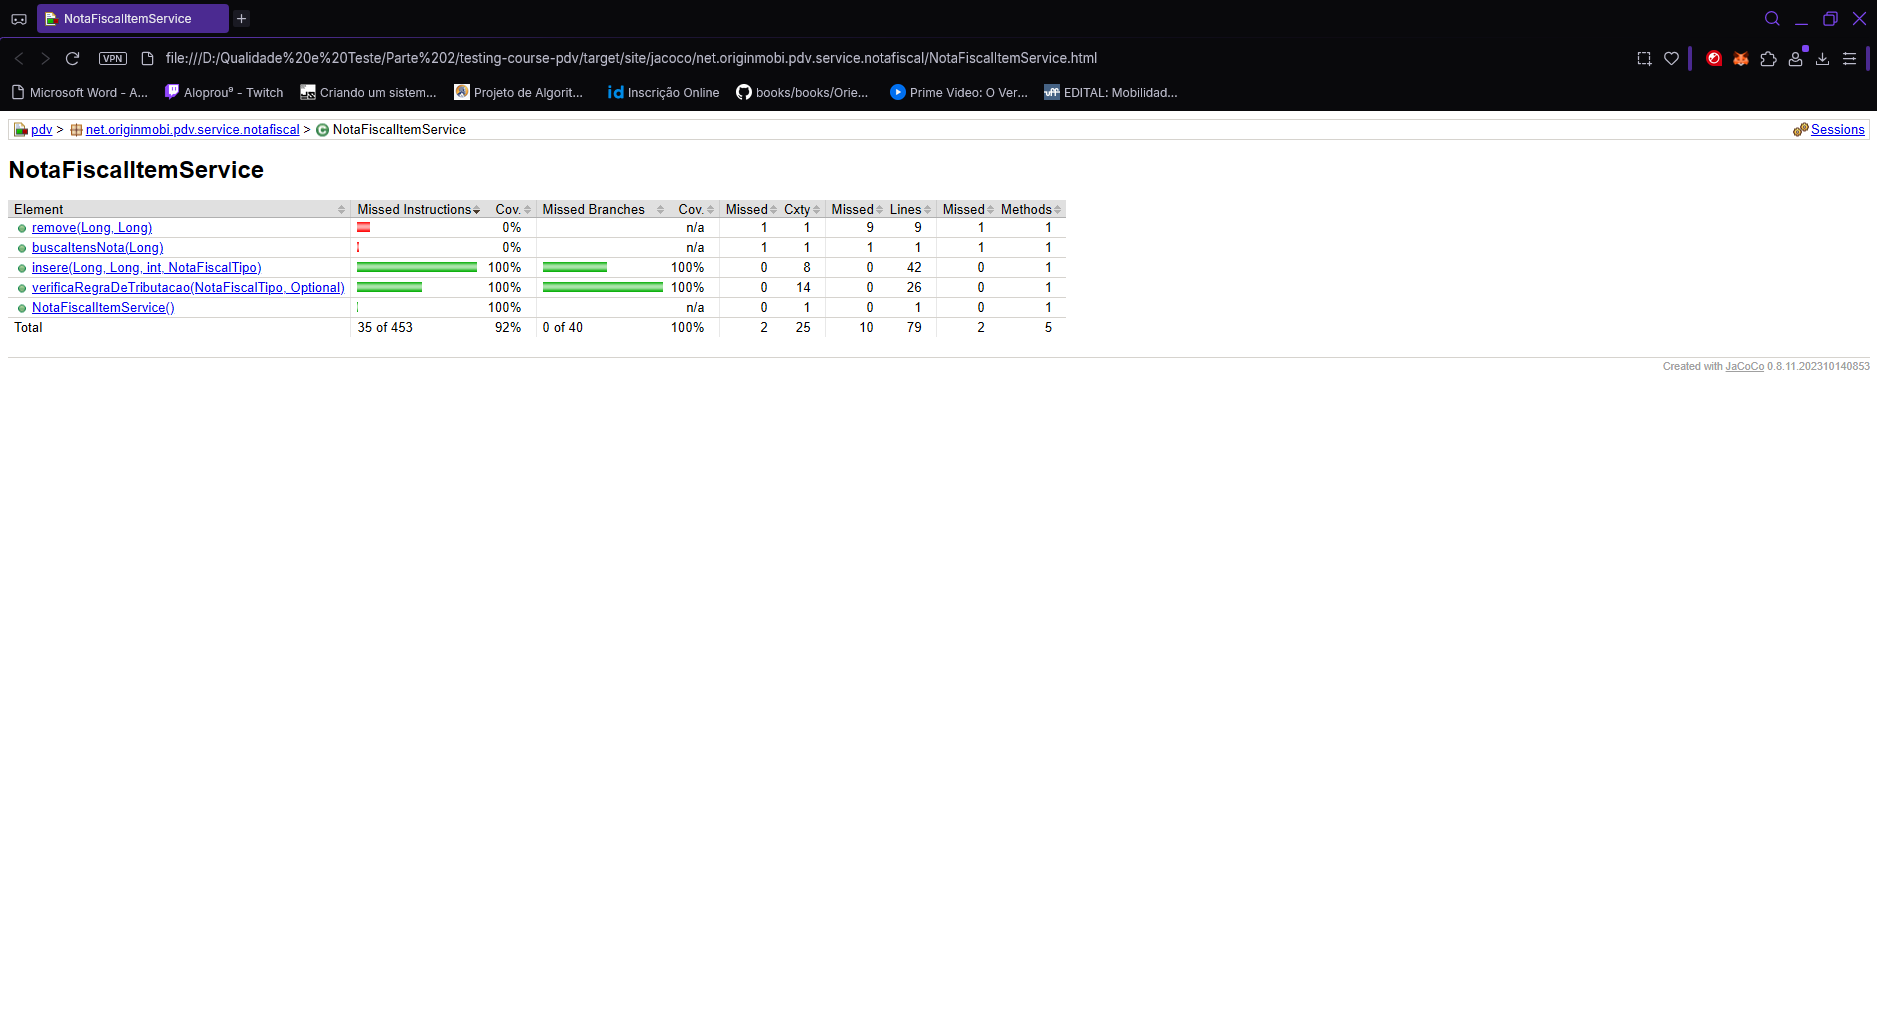 NotaFiscalItemService
VPN file:///D:/Qualidade%20e%20Teste/Parte%202/testing-course-pdv/target/site/jacoco/net.originmobi.pdv.service.notafiscal/NotaFiscalItemService.html
Microsoft Word - A... Aloprou⁹ - Twitch Criando um sistem... Projeto de Algorit... id Inscrição Online books/books/Orie... Prime Video: O Ver... uff EDITAL: Mobilidad...
pdv > net.originmobi.pdv.service.notafiscal > NotaFiscalItemService Sessions
NotaFiscalItemService
Element Missed Instructions Cov. Missed Branches Cov. Missed Cxty Missed Lines Missed Methods
remove(Long, Long) 0% n/a 1 1 9 9 1 1
buscaItensNota(Long) 0% n/a 1 1 1 1 1 1
insere(Long, Long, int, NotaFiscalTipo) 100% 100% 0 8 0 42 0 1
verificaRegraDeTributacao(NotaFiscalTipo, Optional) 100% 100% 0 14 0 26 0 1
NotaFiscalItemService() 100% n/a 0 1 0 1 0 1
Total 35 of 453 92% 0 of 40 100% 2 25 10 79 2 5
Created with JaCoCo 0.8.11.202310140853